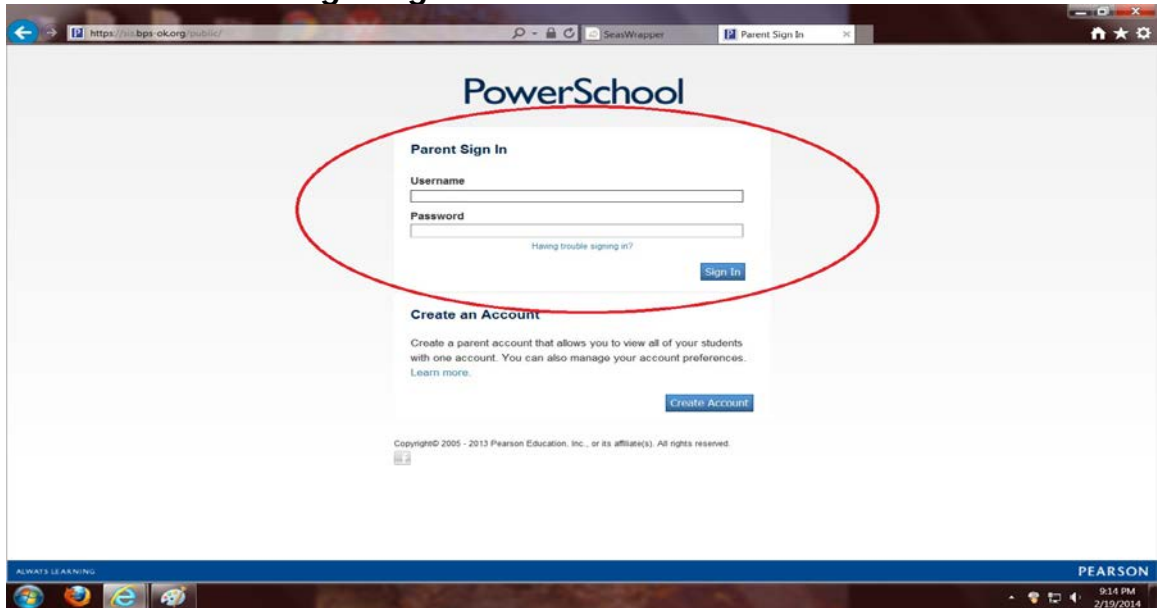 https://sis.bps-ok.org/public/
SeasWrapper
Parent Sign In
PowerSchool
Parent Sign In
Username
Password
Having trouble signing in?
Sign In
Create an Account
Create a parent account that allows you to view all of your students
with one account. You can also manage your account preferences.
Learn more.
Create Account
Copyright© 2005 - 2013 Pearson Education, Inc., or its affiliate(s). All rights reserved.
ALWAYS LEARNING
PEARSON
9:14 PM
2/19/2014